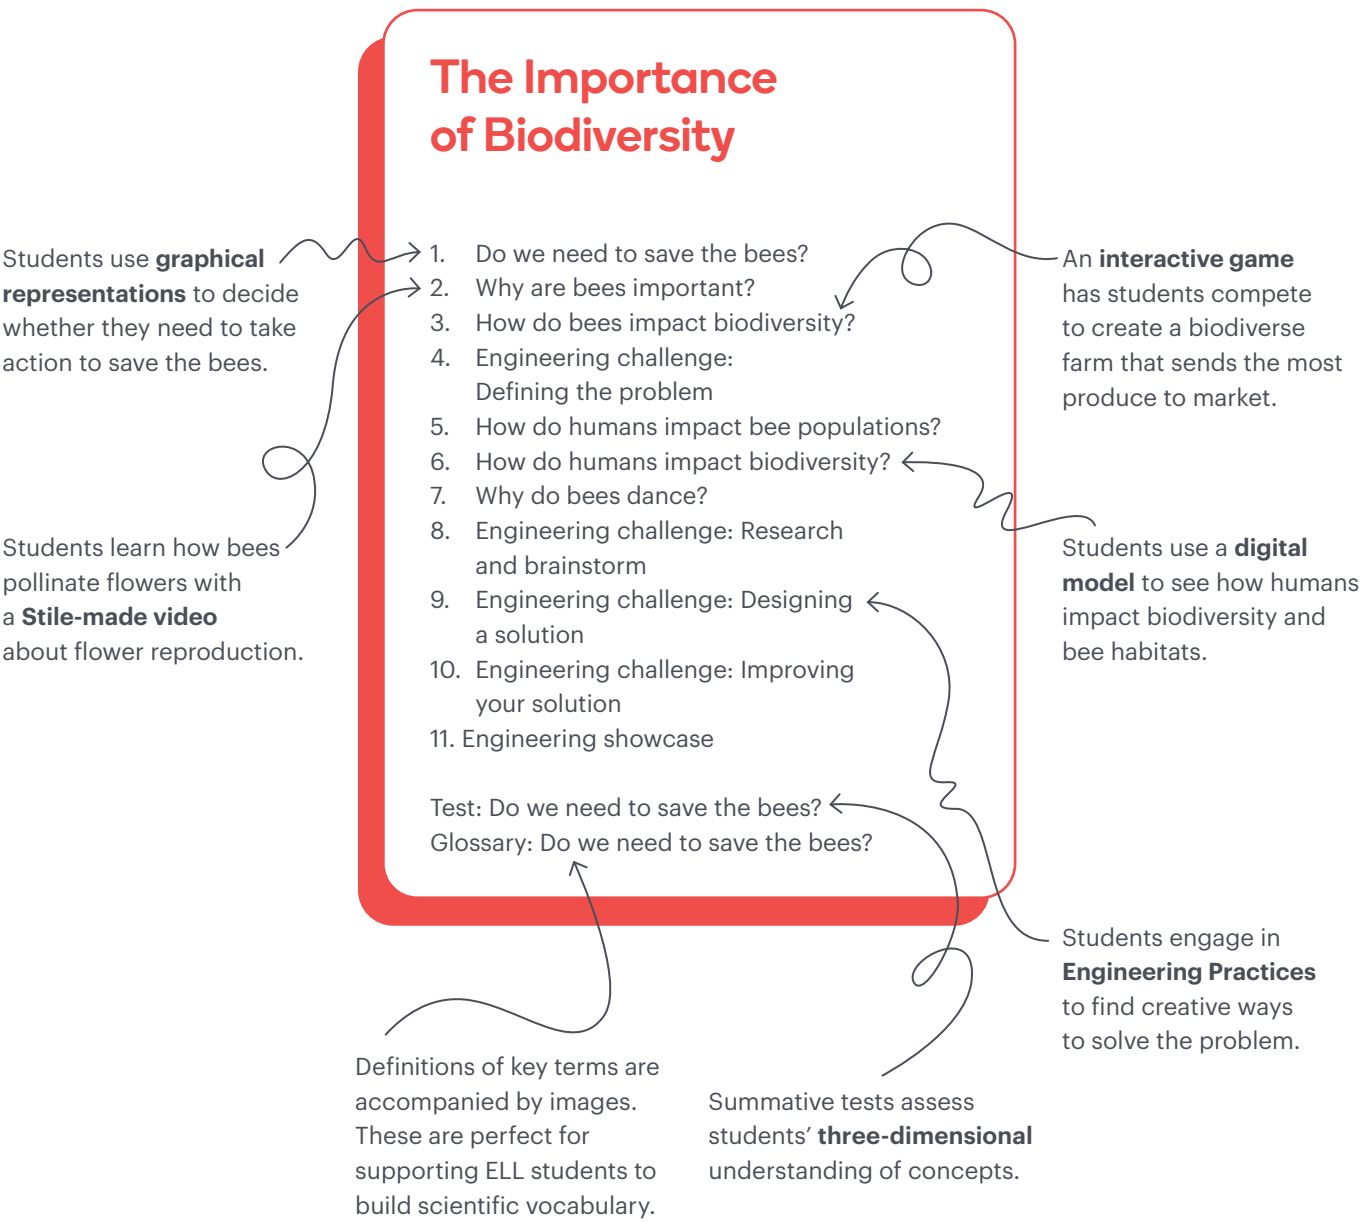 The Importance
of Biodiversity
1. Do we need to save the bees?
2. Why are bees important?
3. How do bees impact biodiversity?
4. Engineering challenge:
Defining the problem
5. How do humans impact bee populations?
6. How do humans impact biodiversity?
7. Why do bees dance?
8. Engineering challenge: Research
and brainstorm
9. Engineering challenge: Designing
a solution
10. Engineering challenge: Improving
your solution
11. Engineering showcase
Test: Do we need to save the bees?
Glossary: Do we need to save the bees?
Students use graphical
representations to decide
whether they need to take
action to save the bees.
Students learn how bees
pollinate flowers with
a Stile-made video
about flower reproduction.
An interactive game
has students compete
to create a biodiverse
farm that sends the most
produce to market.
Students use a digital
model to see how humans
impact biodiversity and
bee habitats.
Students engage in
Engineering Practices
to find creative ways
to solve the problem.
Definitions of key terms are
accompanied by images.
These are perfect for
supporting ELL students to
build scientific vocabulary.
Summative tests assess
students’ three-dimensional
understanding of concepts.